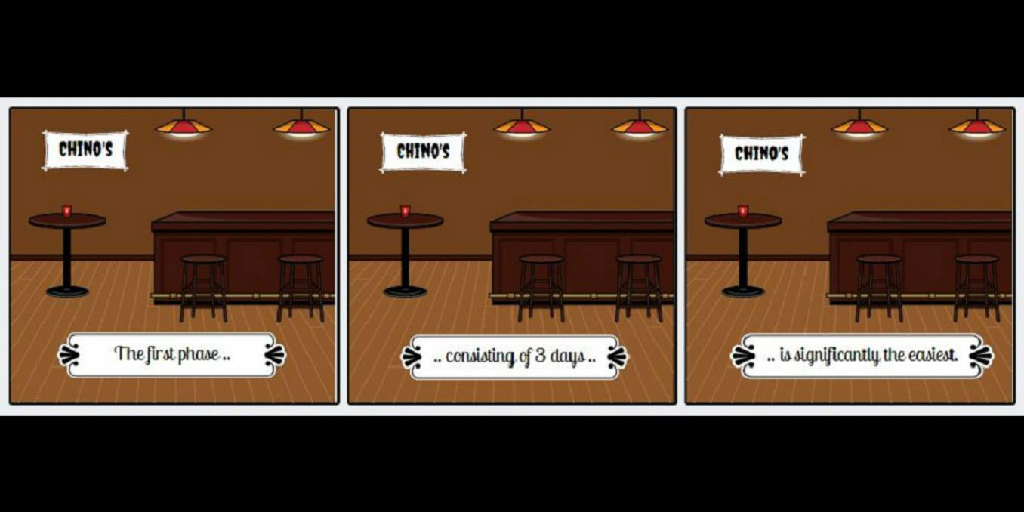 CHINO'S
The first phase ..
CHINO'S
.. consisting of 3 days ..
CHINO'S
.. is significantly the easiest.